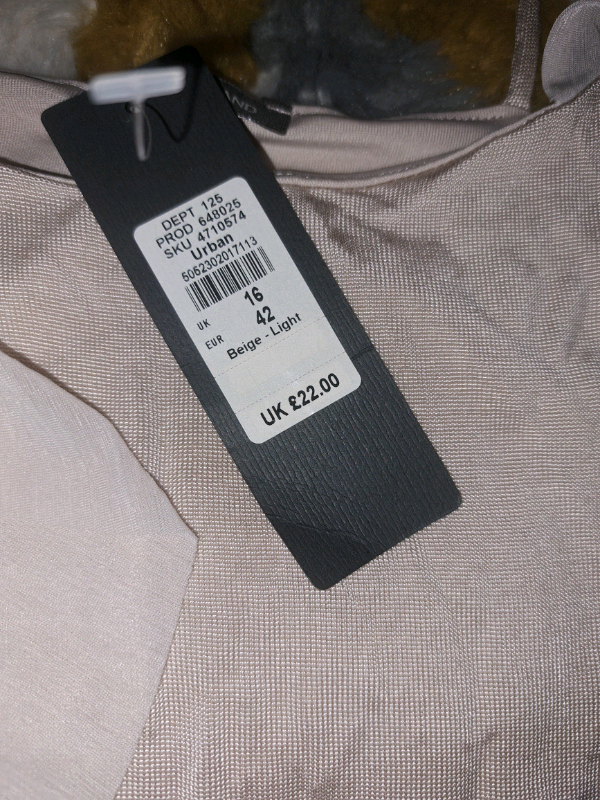 DEPT 125
PROD 648025
SKU 4710574
Urban
5062302017113
UK 16
EUR 42
Beige - Light
UK £22.00